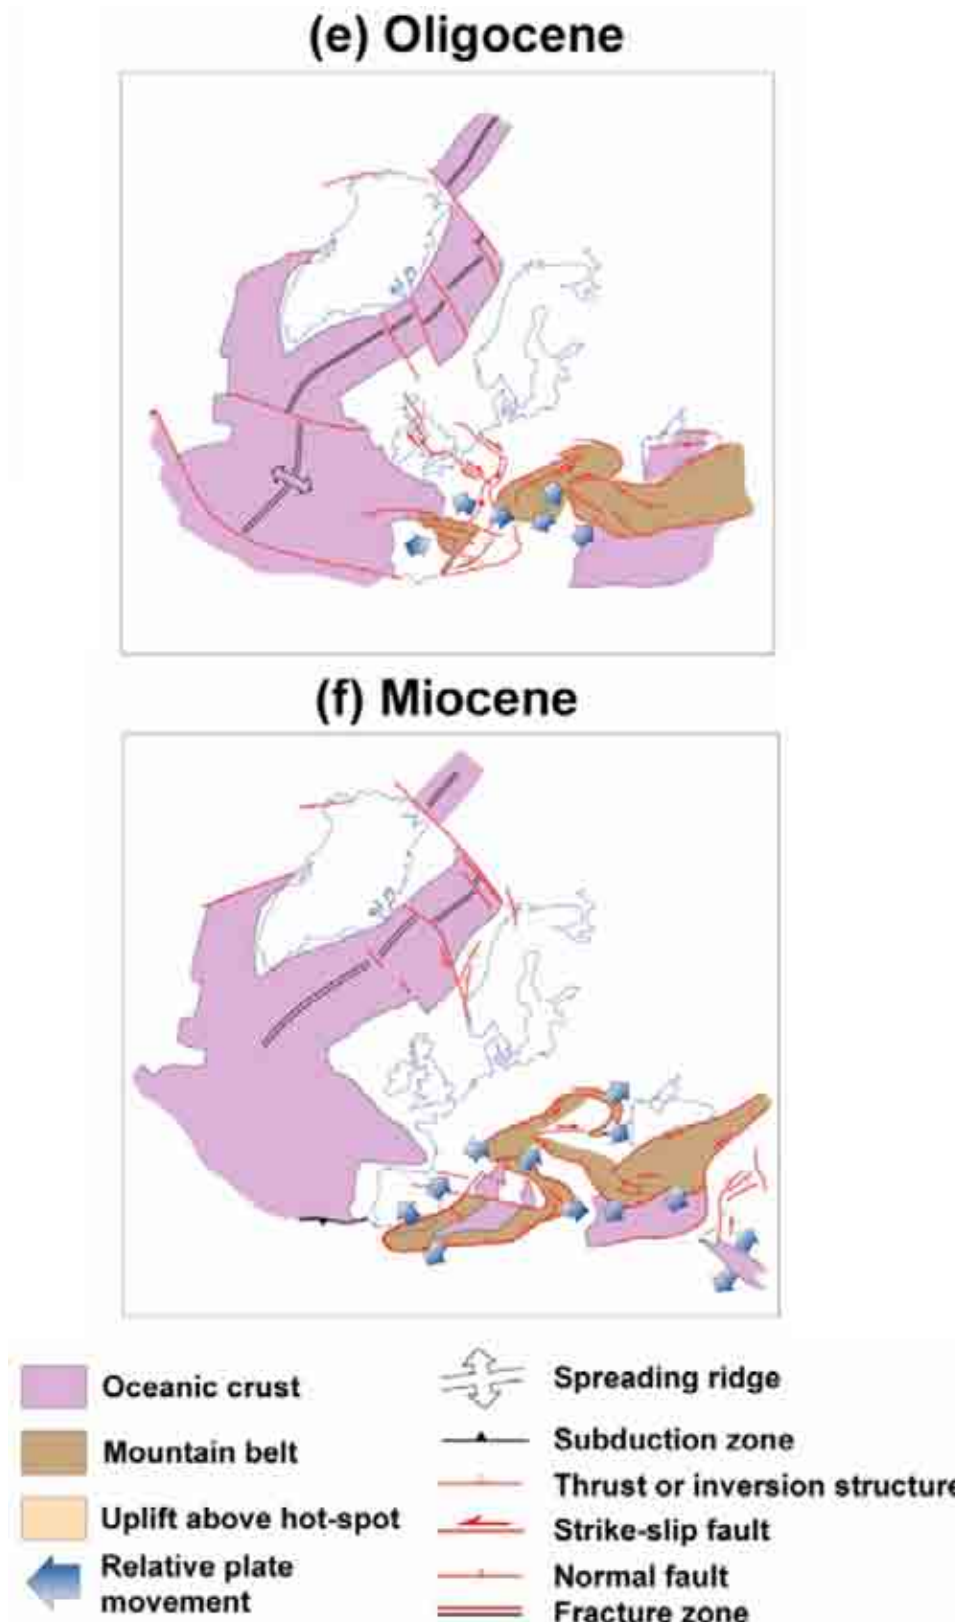 (e) Oligocene
(f) Miocene
Oceanic crust
Mountain belt
Uplift above hot-spot
Relative plate
movement
Spreading ridge
Subduction zone
Thrust or inversion structure
Strike-slip fault
Normal fault
Fracture zone